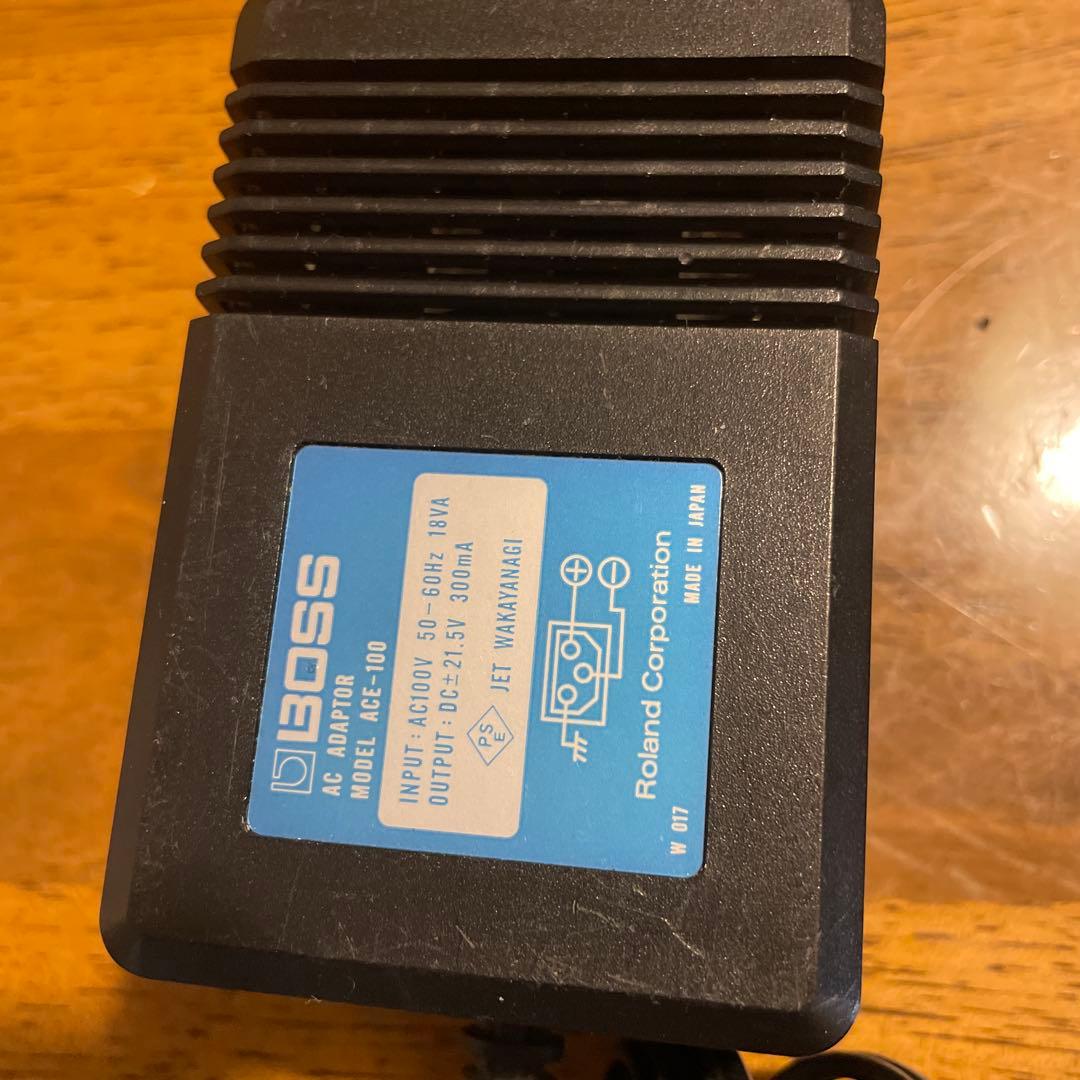 BOSS
AC ADAPTOR
MODEL ACE-100
INPUT : AC100V 50-60Hz 18VA
OUTPUT : DC±21.5V 300mA
PSE JET WAKAYANAGI
+ −
Roland Corporation
W 017 MADE IN JAPAN